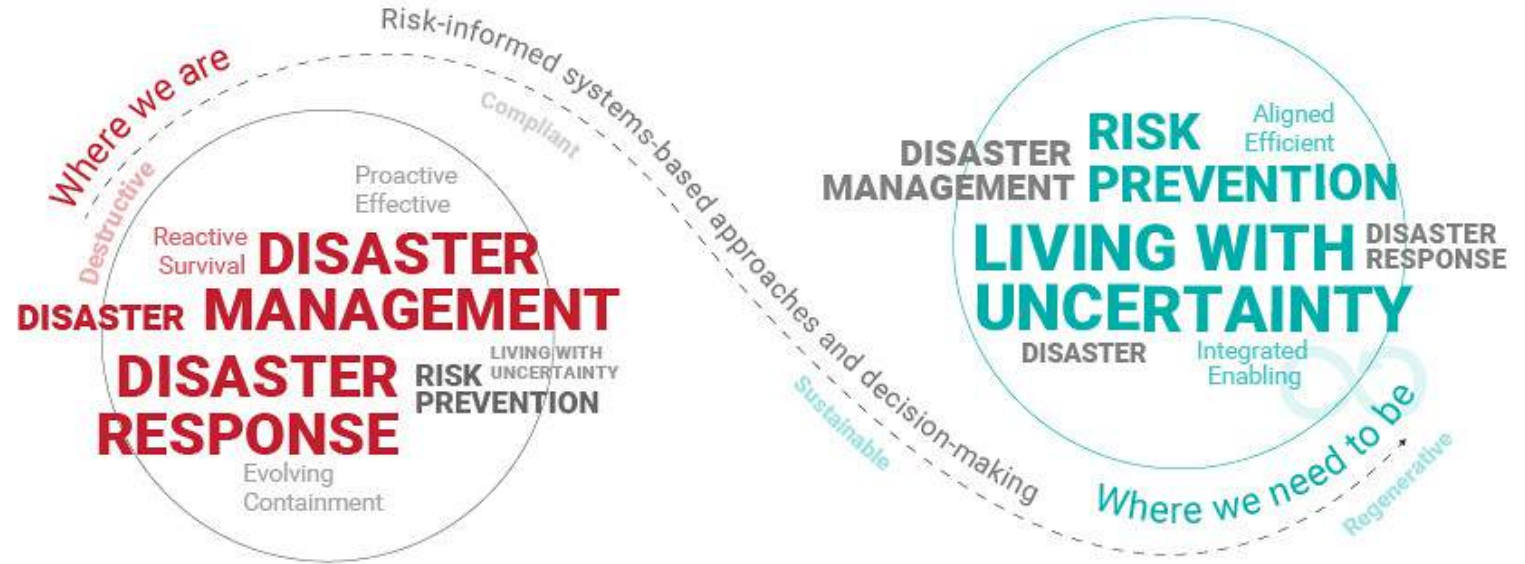 Where we are
Destructive
Risk-informed systems-based approaches and decision-making
Compliant
Sustainable
Proactive
Effective
Reactive
Survival
DISASTER
MANAGEMENT
DISASTER
DISASTER
RESPONSE
RISK
PREVENTION
LIVING WITH
UNCERTAINTY
Evolving
Containment
DISASTER
MANAGEMENT
RISK
PREVENTION
Aligned
Efficient
LIVING WITH
UNCERTAINTY
DISASTER
RESPONSE
DISASTER
Integrated
Enabling
Where we need to be
Regenerative